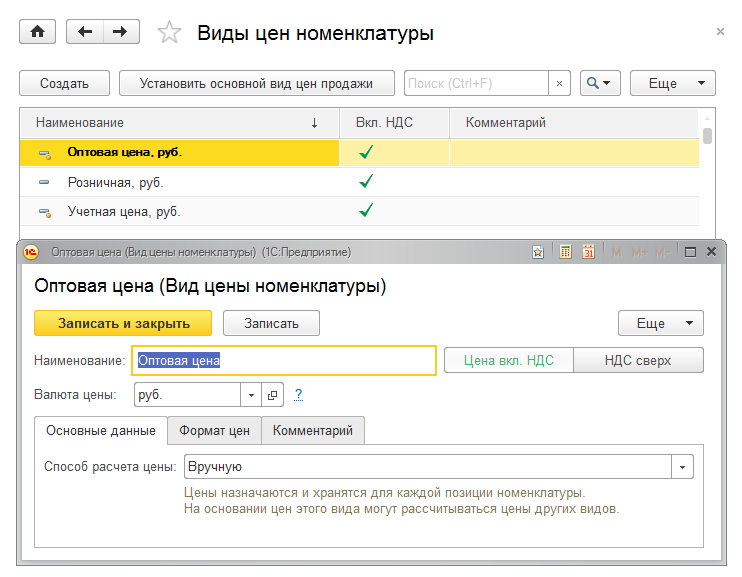 Виды цен номенклатуры
Создать Установить основной вид цен продажи Поиск (Ctrl+F) × Еще
Наименование ↓ Вкл. НДС Комментарий
Оптовая цена, руб.
Розничная, руб.
Учетная цена, руб.
1С Оптовая цена (Вид цены номенклатуры) (1С:Предприятие) 31 M M+ M-
Оптовая цена (Вид цены номенклатуры)
Записать и закрыть Записать Еще
Наименование: Оптовая цена Цена вкл. НДС НДС сверх
Валюта цены: руб. ?
Основные данные Формат цен Комментарий
Способ расчета цены: Вручную
Цены назначаются и хранятся для каждой позиции номенклатуры.
На основании цен этого вида могут рассчитываться цены других видов.